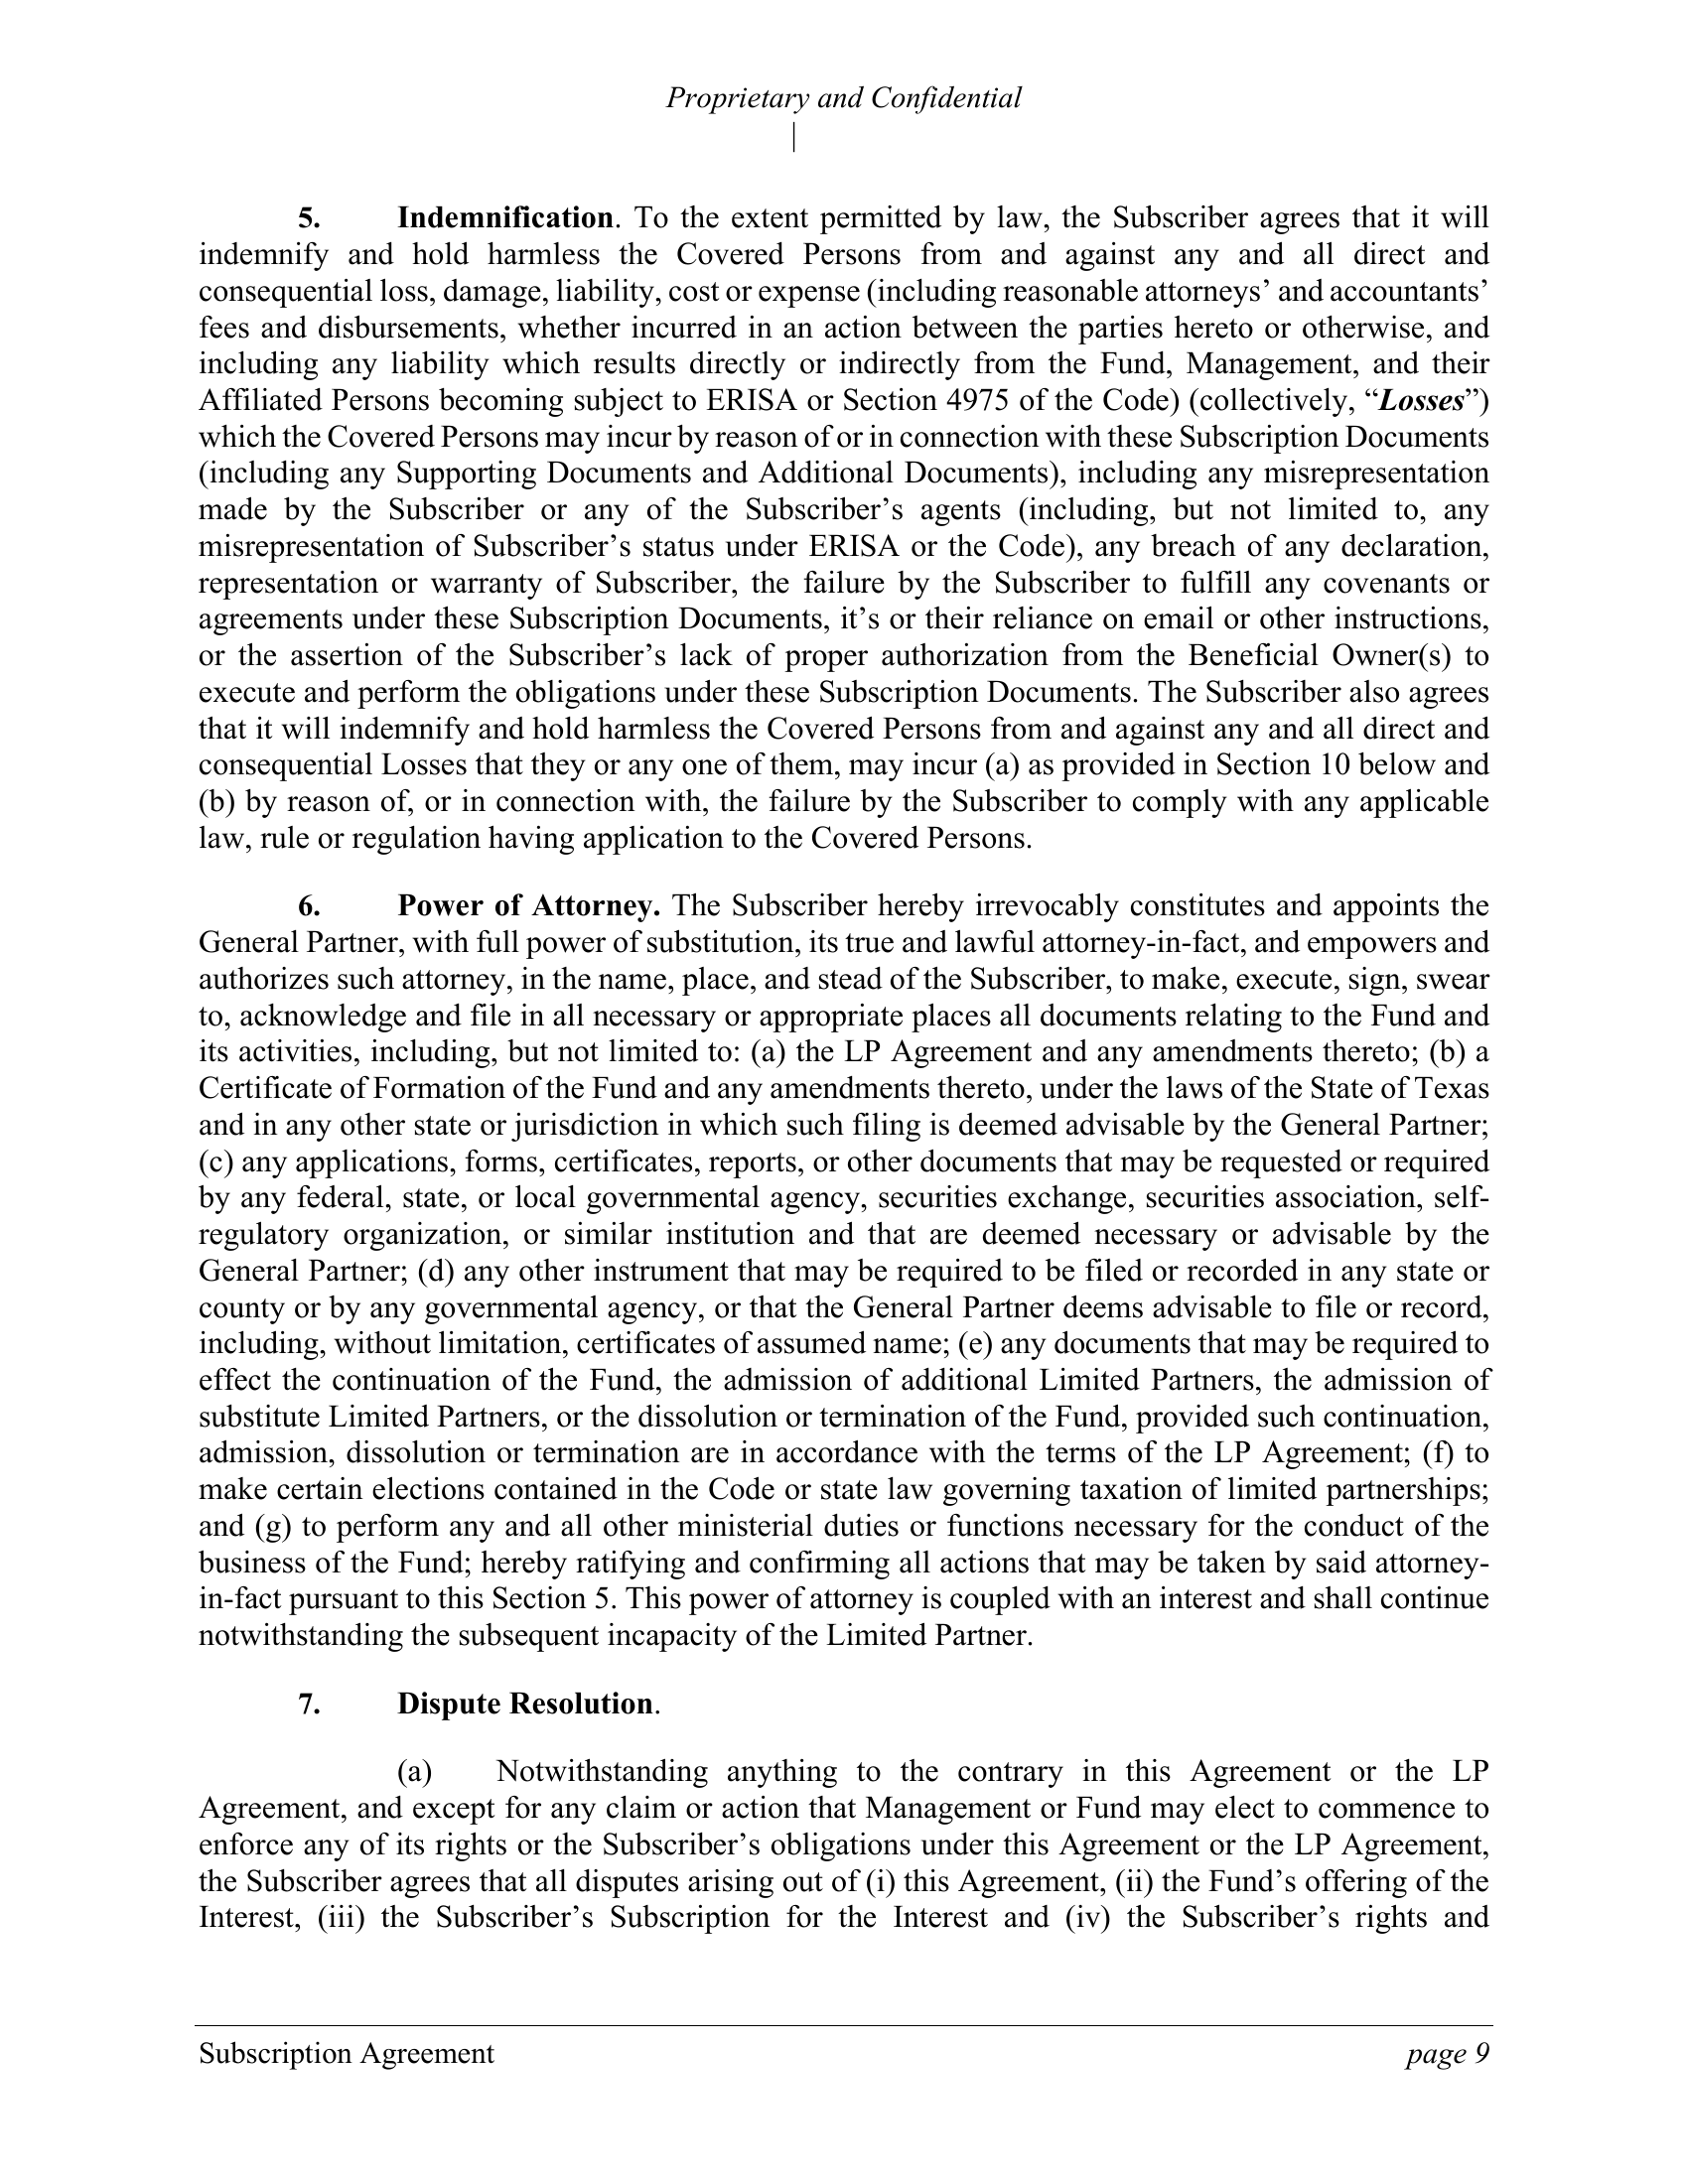 Proprietary and Confidential
|
5. Indemnification. To the extent permitted by law, the Subscriber agrees that it will
indemnify and hold harmless the Covered Persons from and against any and all direct and
consequential loss, damage, liability, cost or expense (including reasonable attorneys’ and accountants’
fees and disbursements, whether incurred in an action between the parties hereto or otherwise, and
including any liability which results directly or indirectly from the Fund, Management, and their
Affiliated Persons becoming subject to ERISA or Section 4975 of the Code) (collectively, “Losses”)
which the Covered Persons may incur by reason of or in connection with these Subscription Documents
(including any Supporting Documents and Additional Documents), including any misrepresentation
made by the Subscriber or any of the Subscriber’s agents (including, but not limited to, any
misrepresentation of Subscriber’s status under ERISA or the Code), any breach of any declaration,
representation or warranty of Subscriber, the failure by the Subscriber to fulfill any covenants or
agreements under these Subscription Documents, it’s or their reliance on email or other instructions,
or the assertion of the Subscriber’s lack of proper authorization from the Beneficial Owner(s) to
execute and perform the obligations under these Subscription Documents. The Subscriber also agrees
that it will indemnify and hold harmless the Covered Persons from and against any and all direct and
consequential Losses that they or any one of them, may incur (a) as provided in Section 10 below and
(b) by reason of, or in connection with, the failure by the Subscriber to comply with any applicable
law, rule or regulation having application to the Covered Persons.
6. Power of Attorney. The Subscriber hereby irrevocably constitutes and appoints the
General Partner, with full power of substitution, its true and lawful attorney-in-fact, and empowers and
authorizes such attorney, in the name, place, and stead of the Subscriber, to make, execute, sign, swear
to, acknowledge and file in all necessary or appropriate places all documents relating to the Fund and
its activities, including, but not limited to: (a) the LP Agreement and any amendments thereto; (b) a
Certificate of Formation of the Fund and any amendments thereto, under the laws of the State of Texas
and in any other state or jurisdiction in which such filing is deemed advisable by the General Partner;
(c) any applications, forms, certificates, reports, or other documents that may be requested or required
by any federal, state, or local governmental agency, securities exchange, securities association, self-
regulatory organization, or similar institution and that are deemed necessary or advisable by the
General Partner; (d) any other instrument that may be required to be filed or recorded in any state or
county or by any governmental agency, or that the General Partner deems advisable to file or record,
including, without limitation, certificates of assumed name; (e) any documents that may be required to
effect the continuation of the Fund, the admission of additional Limited Partners, the admission of
substitute Limited Partners, or the dissolution or termination of the Fund, provided such continuation,
admission, dissolution or termination are in accordance with the terms of the LP Agreement; (f) to
make certain elections contained in the Code or state law governing taxation of limited partnerships;
and (g) to perform any and all other ministerial duties or functions necessary for the conduct of the
business of the Fund; hereby ratifying and confirming all actions that may be taken by said attorney-
in-fact pursuant to this Section 5. This power of attorney is coupled with an interest and shall continue
notwithstanding the subsequent incapacity of the Limited Partner.
7. Dispute Resolution.
(a) Notwithstanding anything to the contrary in this Agreement or the LP
Agreement, and except for any claim or action that Management or Fund may elect to commence to
enforce any of its rights or the Subscriber’s obligations under this Agreement or the LP Agreement,
the Subscriber agrees that all disputes arising out of (i) this Agreement, (ii) the Fund’s offering of the
Interest, (iii) the Subscriber’s Subscription for the Interest and (iv) the Subscriber’s rights and
Subscription Agreement page 9